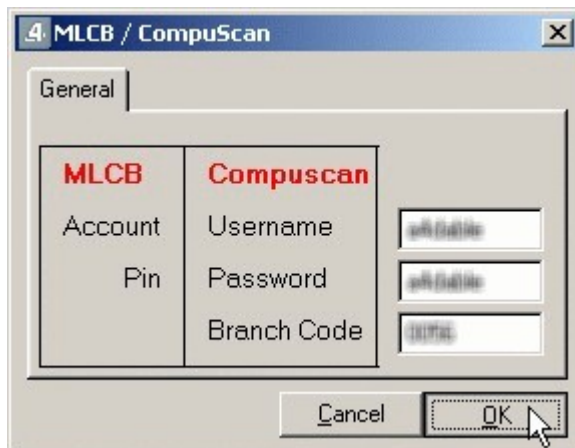 MLCB / CompuScan
General
MLCB Compuscan
Account Username
Pin Password
Branch Code
Cancel OK